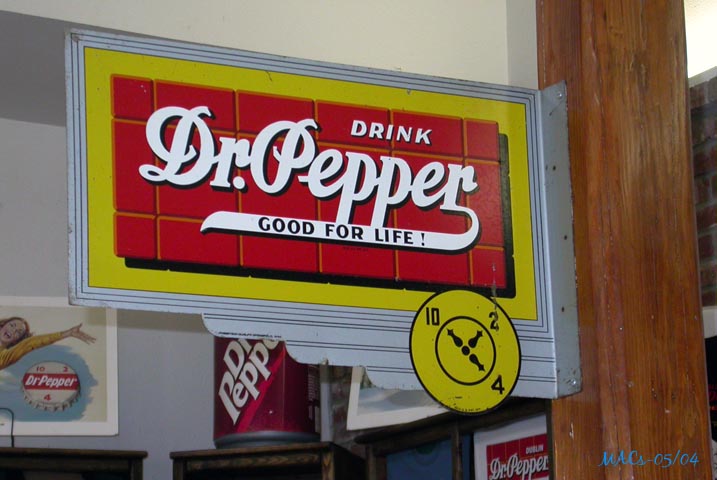 DRINK
Dr. Pepper
GOOD FOR LIFE!
10 2
4
10 2
Dr Pepper
4
Dr Pepper
DUBLIN
Dr. Pepper
MACs-05/04